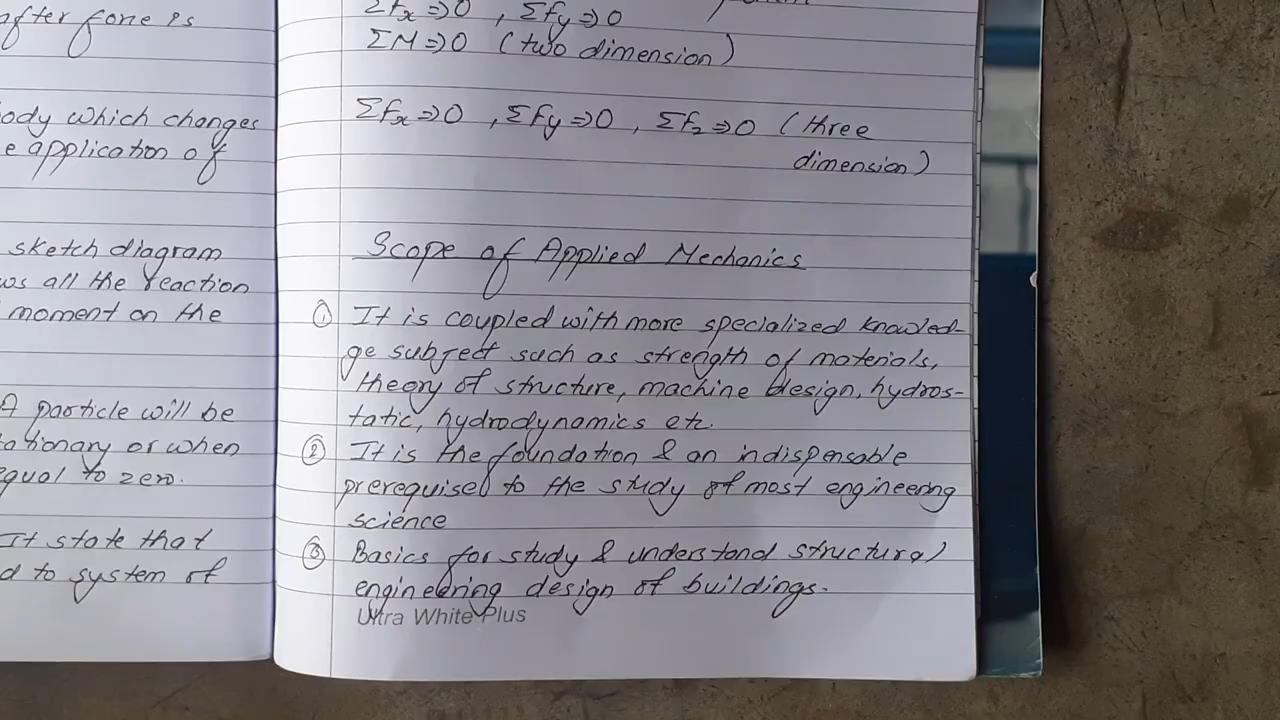 after force is
ody which changes
e application of
sketch diagram
ws all the reaction
moment on the
A particle will be
tationary or when
equal to zero.
It state that
d to system of
Σfx ⇒ 0 , Σfy ⇒ 0
ΣM ⇒ 0 (two dimension)
Σfx ⇒ 0 , Σfy ⇒ 0 , Σfz ⇒ 0 (three
dimension)
Scope of Applied Mechanics
① It is coupled with more specialized knowled-
ge subject such as strength of materials,
theory of structure, machine design, hydros-
tatic, hydrodynamics etc.
② It is the foundation & an indispensable
prerequised to the study of most engineering
science
③ Basics for study & understand structural
engineering design of buildings.
Ultra White Plus